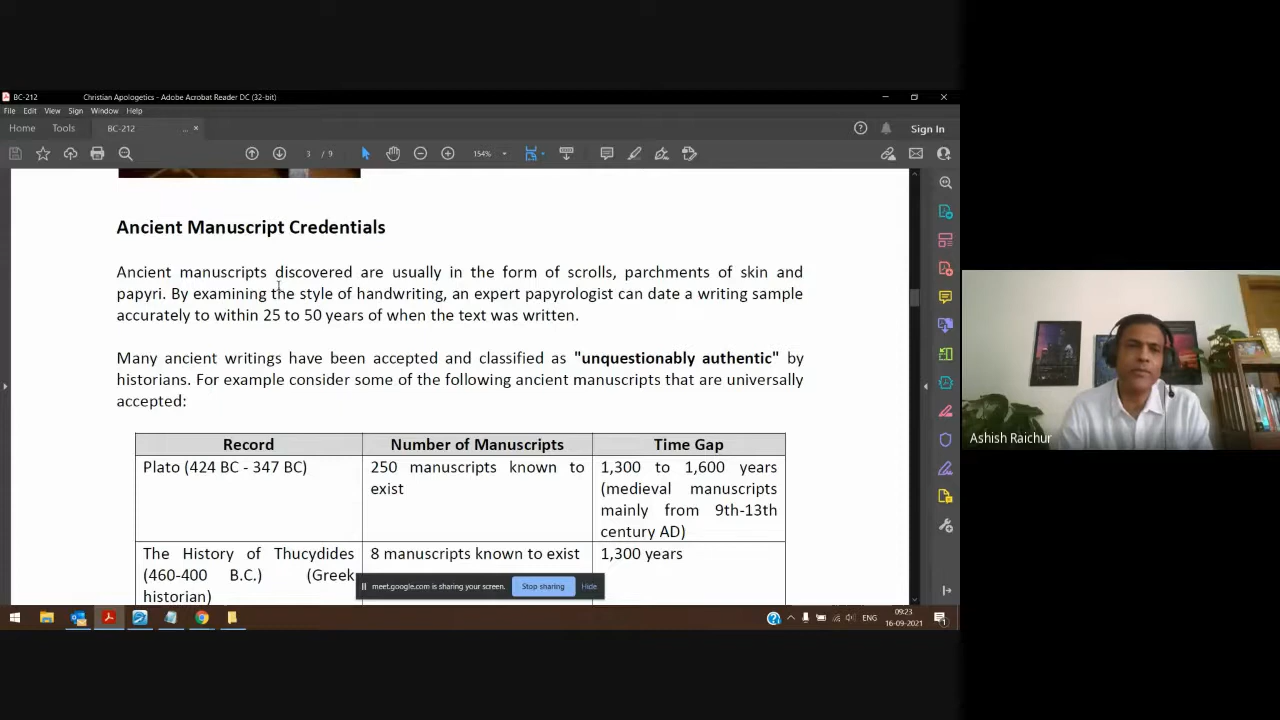 BC-212 Christian Apologetics - Adobe Acrobat Reader DC (32-bit)
File Edit View Sign Window Help
Home Tools BC-212 ... × Sign In
3 / 9 154%
Ancient Manuscript Credentials
Ancient manuscripts discovered are usually in the form of scrolls, parchments of skin and
papyri. By examining the style of handwriting, an expert papyrologist can date a writing sample
accurately to within 25 to 50 years of when the text was written.
Many ancient writings have been accepted and classified as "unquestionably authentic" by
historians. For example consider some of the following ancient manuscripts that are universally
accepted:
Record Number of Manuscripts Time Gap
Plato (424 BC - 347 BC) 250 manuscripts known to 1,300 to 1,600 years
exist (medieval manuscripts
mainly from 9th-13th
century AD)
The History of Thucydides 8 manuscripts known to exist 1,300 years
(460-400 B.C.) (Greek
historian)
meet.google.com is sharing your screen. Stop sharing Hide
Ashish Raichur
ENG
09:23
16-09-2021